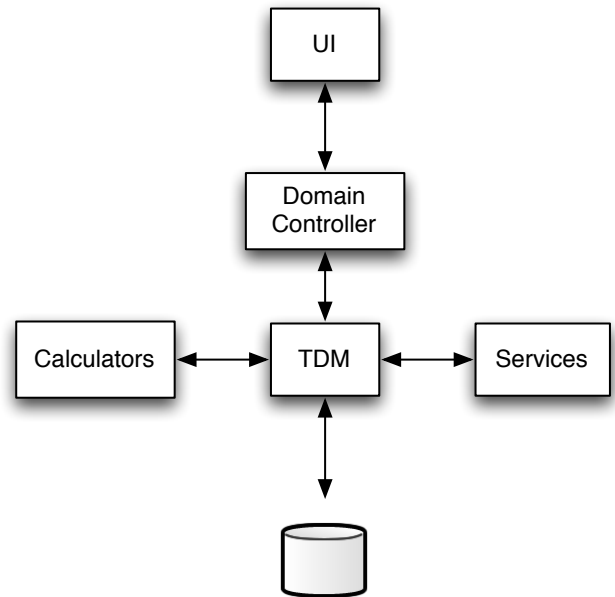 UI
Domain
Controller
Calculators
TDM
Services